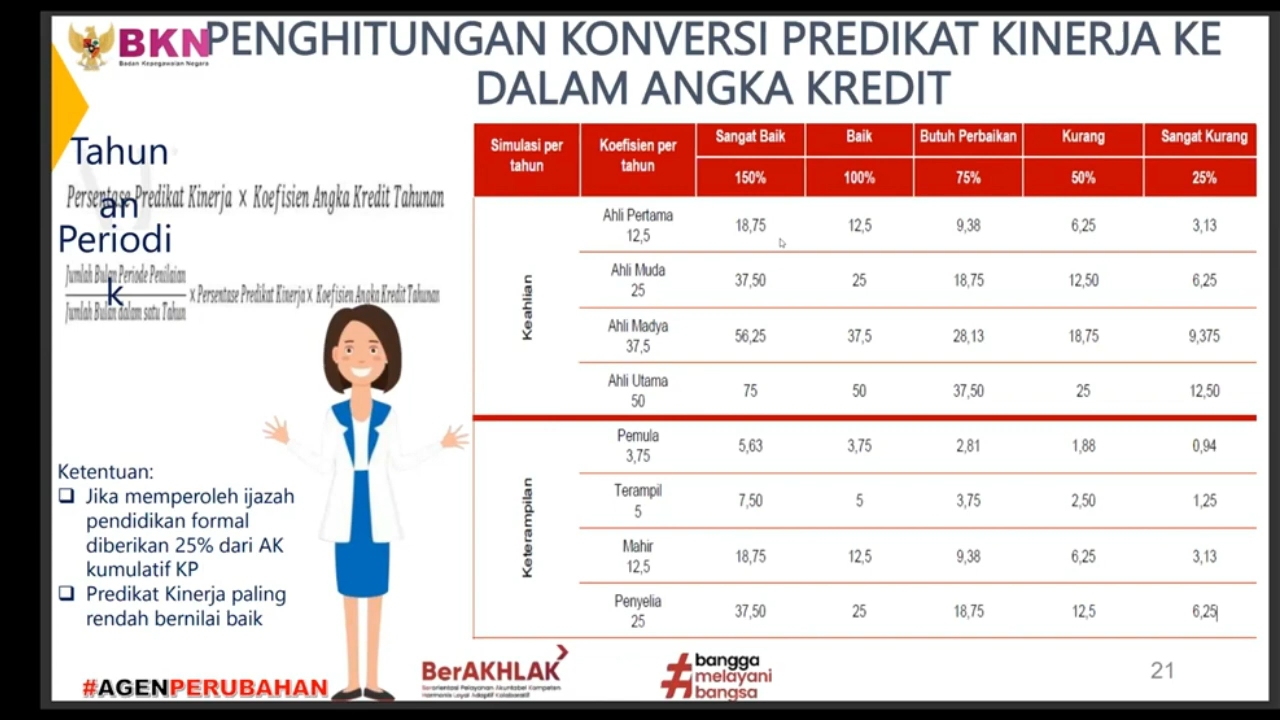 BKN
Badan Kepegawaian Negara
PENGHITUNGAN KONVERSI PREDIKAT KINERJA KE
DALAM ANGKA KREDIT
Tahun
an
Persentase Predikat Kinerja × Koefisien Angka Kredit Tahunan
Periodi
k
Jumlah Bulan Periode Penilaian
Jumlah Bulan dalam satu Tahun
× Persentase Predikat Kinerja × Koefisien Angka Kredit Tahunan
Ketentuan:
❑ Jika memperoleh ijazah
pendidikan formal
diberikan 25% dari AK
kumulatif KP
❑ Predikat Kinerja paling
rendah bernilai baik
Simulasi per tahun | Koefisien per tahun | Sangat Baik | Baik | Butuh Perbaikan | Kurang | Sangat Kurang
150% | 100% | 75% | 50% | 25%
Keahlian
Ahli Pertama 12,5 | 18,75 | 12,5 | 9,38 | 6,25 | 3,13
Ahli Muda 25 | 37,50 | 25 | 18,75 | 12,50 | 6,25
Ahli Madya 37,5 | 56,25 | 37,5 | 28,13 | 18,75 | 9,375
Ahli Utama 50 | 75 | 50 | 37,50 | 25 | 12,50
Keterampilan
Pemula 3,75 | 5,63 | 3,75 | 2,81 | 1,88 | 0,94
Terampil 5 | 7,50 | 5 | 3,75 | 2,50 | 1,25
Mahir 12,5 | 18,75 | 12,5 | 9,38 | 6,25 | 3,13
Penyelia 25 | 37,50 | 25 | 18,75 | 12,5 | 6,25
#AGENPERUBAHAN
BerAKHLAK
Berorientasi Pelayanan Akuntabel Kompeten
Harmonis Loyal Adaptif Kolaboratif
#bangga
melayani
bangsa
21